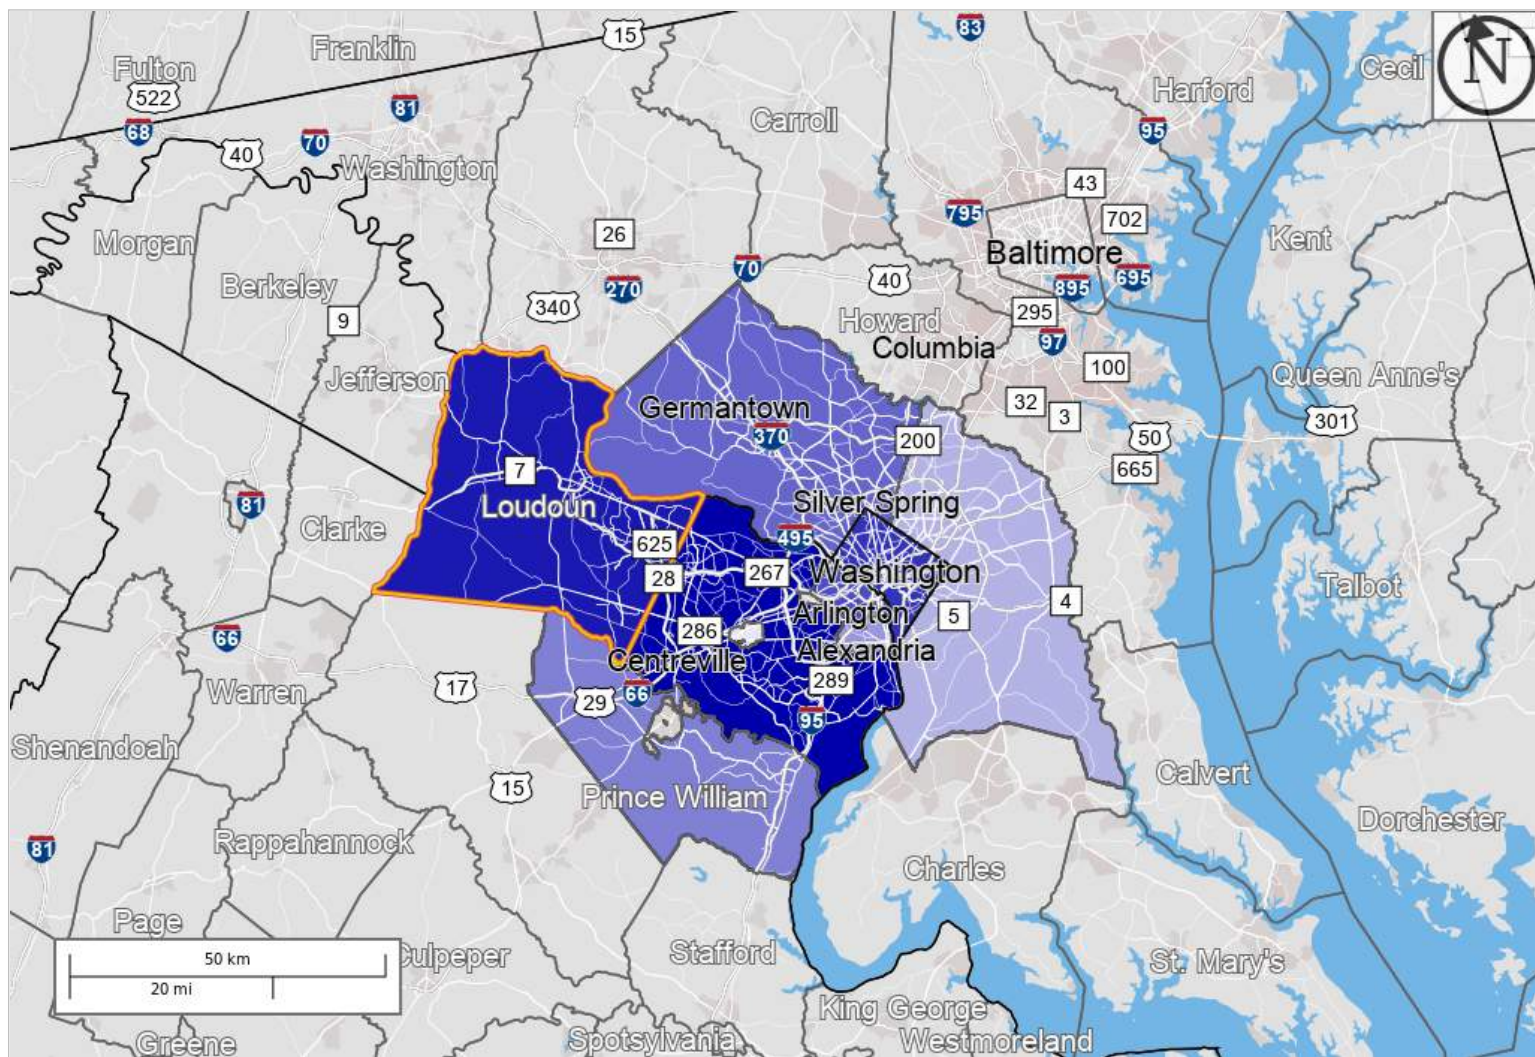 15
83
Franklin
Fulton
Cecil
N
522
Harford
81
Carroll
68
70
95
40
Washington
43
795
702
26
Morgan
Kent
Baltimore
70
Berkeley
270
40
895
695
340
295
9
Howard
97
Columbia
100
Jefferson
Queen Anne's
Germantown
32
3
301
370
200
50
665
7
Silver Spring
Loudoun
81
Clarke
495
625
267
Washington
28
Talbot
4
Arlington
5
286
66
Alexandria
Centreville
289
17
Warren
66
29
95
Shenandoah
Calvert
15
Prince William
Dorchester
Rappahannock
81
Charles
Page
Stafford
50 km
Culpeper
St. Mary's
20 mi
King George
Greene
Spotsylvania
Westmoreland